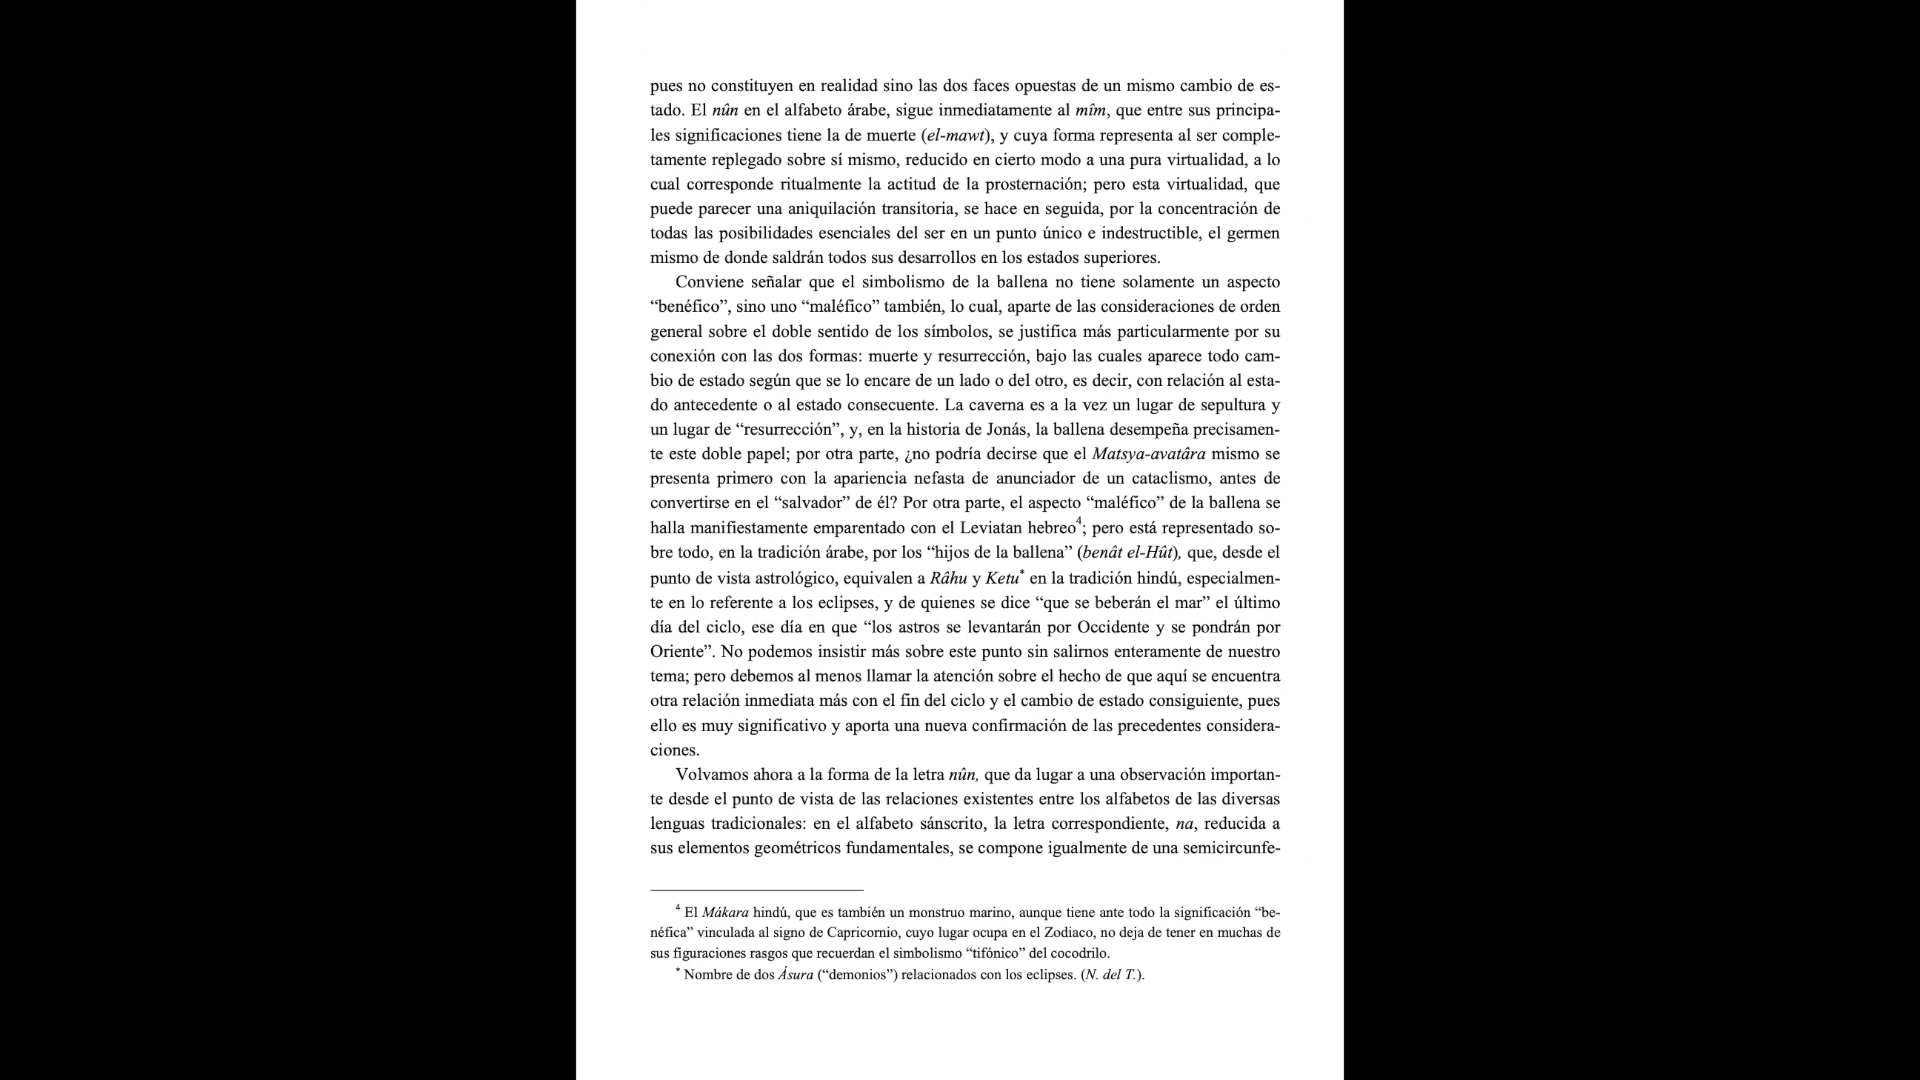 pues no constituyen en realidad sino las dos faces opuestas de un mismo cambio de es-
tado. El nûn en el alfabeto árabe, sigue inmediatamente al mîm, que entre sus principa-
les significaciones tiene la de muerte (el-mawt), y cuya forma representa al ser comple-
tamente replegado sobre sí mismo, reducido en cierto modo a una pura virtualidad, a lo
cual corresponde ritualmente la actitud de la prosternación; pero esta virtualidad, que
puede parecer una aniquilación transitoria, se hace en seguida, por la concentración de
todas las posibilidades esenciales del ser en un punto único e indestructible, el germen
mismo de donde saldrán todos sus desarrollos en los estados superiores.
Conviene señalar que el simbolismo de la ballena no tiene solamente un aspecto
“benéfico”, sino uno “maléfico” también, lo cual, aparte de las consideraciones de orden
general sobre el doble sentido de los símbolos, se justifica más particularmente por su
conexión con las dos formas: muerte y resurrección, bajo las cuales aparece todo cam-
bio de estado según que se lo encare de un lado o del otro, es decir, con relación al esta-
do antecedente o al estado consecuente. La caverna es a la vez un lugar de sepultura y
un lugar de “resurrección”, y, en la historia de Jonás, la ballena desempeña precisamen-
te este doble papel; por otra parte, ¿no podría decirse que el Matsya-avatâra mismo se
presenta primero con la apariencia nefasta de anunciador de un cataclismo, antes de
convertirse en el “salvador” de él? Por otra parte, el aspecto “maléfico” de la ballena se
halla manifiestamente emparentado con el Leviatan hebreo4; pero está representado so-
bre todo, en la tradición árabe, por los “hijos de la ballena” (benât el-Hût), que, desde el
punto de vista astrológico, equivalen a Râhu y Ketu* en la tradición hindú, especialmen-
te en lo referente a los eclipses, y de quienes se dice “que se beberán el mar” el último
día del ciclo, ese día en que “los astros se levantarán por Occidente y se pondrán por
Oriente”. No podemos insistir más sobre este punto sin salirnos enteramente de nuestro
tema; pero debemos al menos llamar la atención sobre el hecho de que aquí se encuentra
otra relación inmediata más con el fin del ciclo y el cambio de estado consiguiente, pues
ello es muy significativo y aporta una nueva confirmación de las precedentes considera-
ciones.
Volvamos ahora a la forma de la letra nûn, que da lugar a una observación importan-
te desde el punto de vista de las relaciones existentes entre los alfabetos de las diversas
lenguas tradicionales: en el alfabeto sánscrito, la letra correspondiente, na, reducida a
sus elementos geométricos fundamentales, se compone igualmente de una semicircunfe-
4 El Mákara hindú, que es también un monstruo marino, aunque tiene ante todo la significación “be-
néfica” vinculada al signo de Capricornio, cuyo lugar ocupa en el Zodiaco, no deja de tener en muchas de
sus figuraciones rasgos que recuerdan el simbolismo “tifónico” del cocodrilo.
* Nombre de dos Ásura (“demonios”) relacionados con los eclipses. (N. del T.).